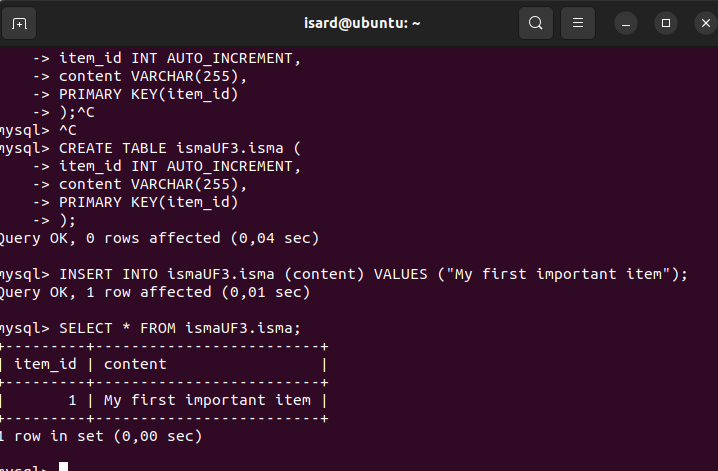 isard@ubuntu: ~
-> item_id INT AUTO_INCREMENT,
-> content VARCHAR(255),
-> PRIMARY KEY(item_id)
-> );^C
mysql> ^C
mysql> CREATE TABLE ismaUF3.isma (
-> item_id INT AUTO_INCREMENT,
-> content VARCHAR(255),
-> PRIMARY KEY(item_id)
-> );
Query OK, 0 rows affected (0,04 sec)
mysql> INSERT INTO ismaUF3.isma (content) VALUES ("My first important item");
Query OK, 1 row affected (0,01 sec)
mysql> SELECT * FROM ismaUF3.isma;
+---------+-------------------------+
| item_id | content                 |
+---------+-------------------------+
|       1 | My first important item |
+---------+-------------------------+
1 row in set (0,00 sec)
mysql>